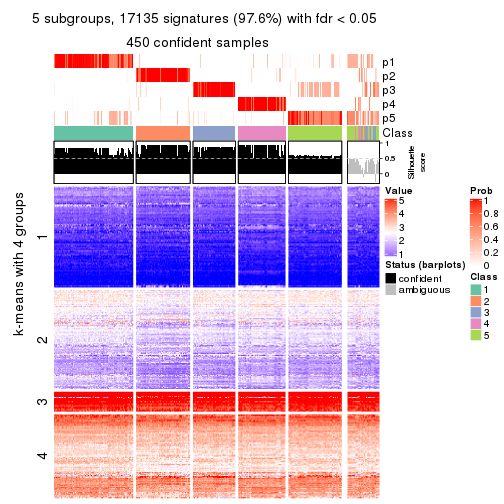 5 subgroups, 17135 signatures (97.6%) with fdr < 0.05
450 confident samples
p1
p2
p3
p4
p5
Class
1
0.5
0
Silhouette
score
k-means with 4 groups
1
2
3
4
Value
5
4
3
2
1
Status (barplots)
confident
ambiguous
Prob
1
0.8
0.6
0.4
0.2
0
Class
1
2
3
4
5